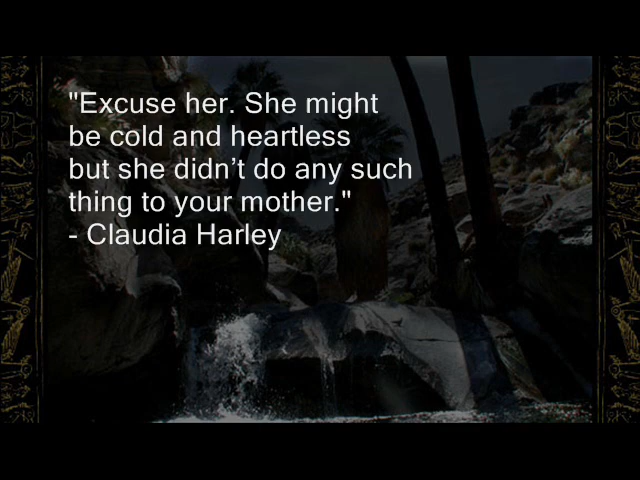 "Excuse her. She might
be cold and heartless
but she didn’t do any such
thing to your mother."
- Claudia Harley